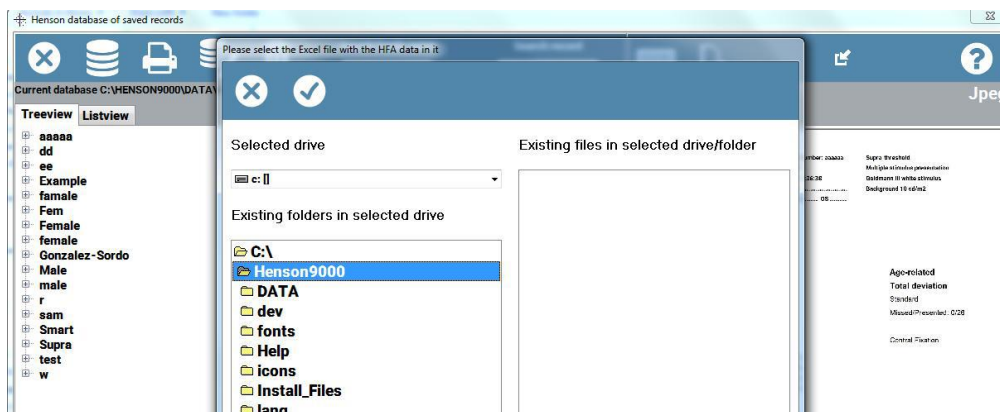 Henson database of saved records
Please select the Excel file with the HFA data in it
Current database C:\HENSON9000\DATA\
Jpe
Treeview Listview
aaaaa
dd
ee
Example
famale
Fem
Female
female
Gonzalez-Sordo
Male
male
r
sam
Smart
Supra
test
w
Selected drive
c: []
Existing folders in selected drive
C:\
Henson9000
DATA
dev
fonts
Help
icons
Install_Files
lang
Existing files in selected drive/folder
Supra threshold
Multiple stimulus presentation
Goldmann III white stimulus
Background 10 cd/m2
Age-related
Total deviation
Standard
Missed/Presented: 0/26
Central Fixation